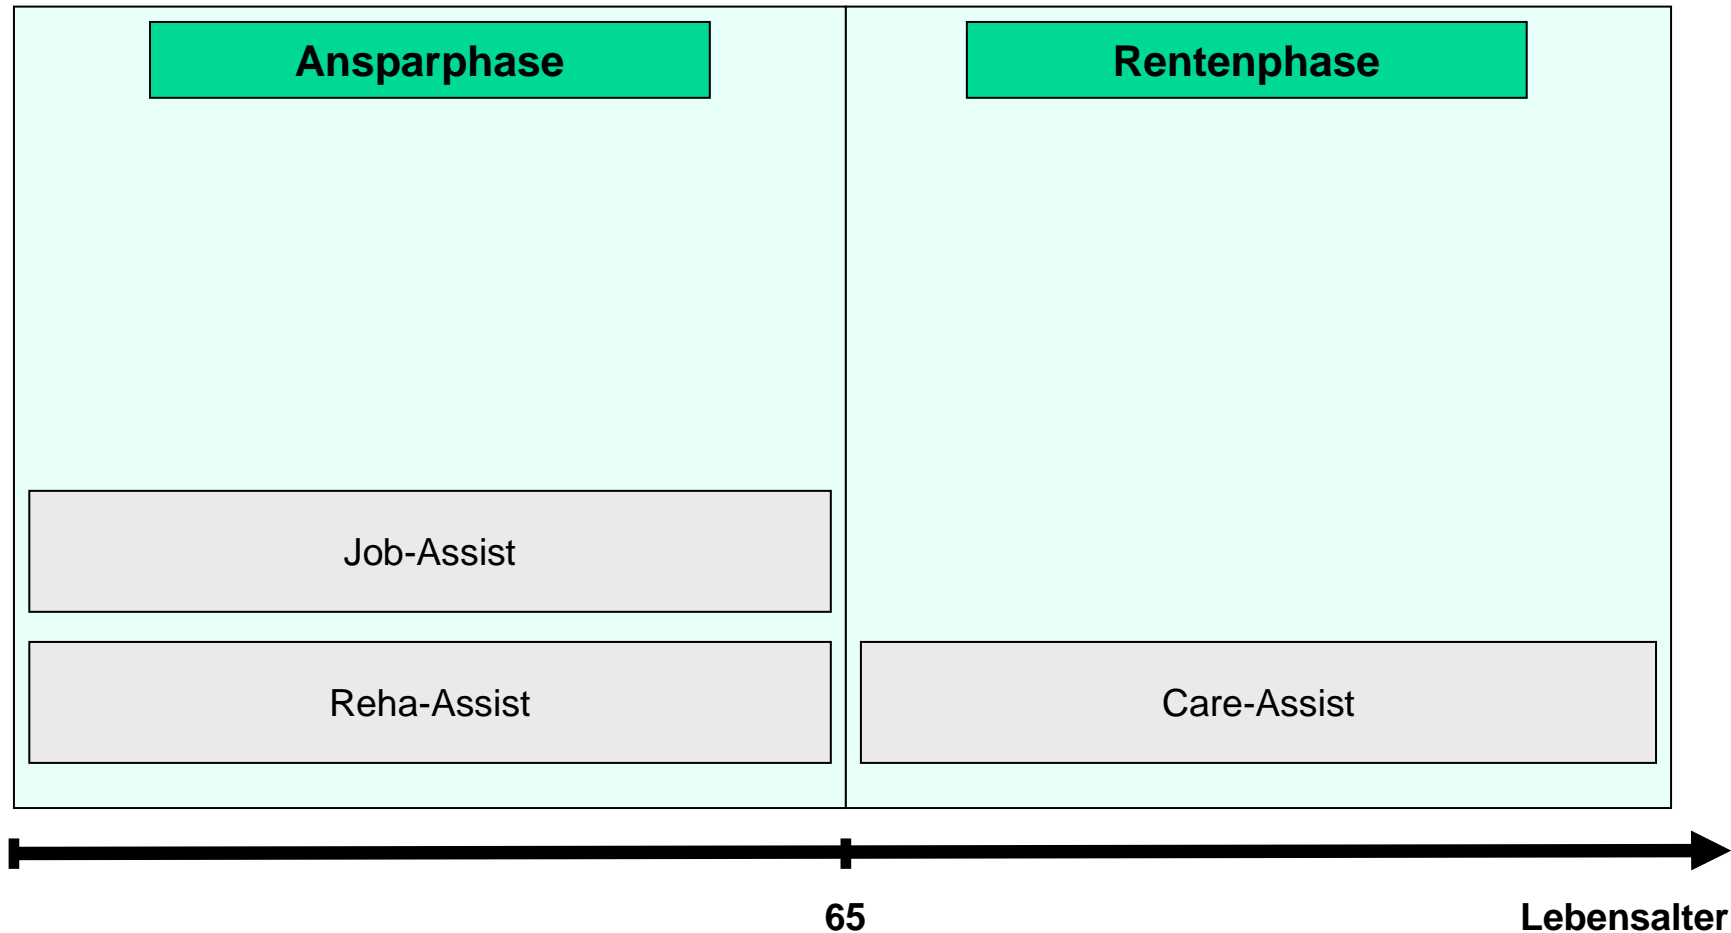 Ansparphase
Rentenphase
Job-Assist
Reha-Assist
Care-Assist
65
Lebensalter